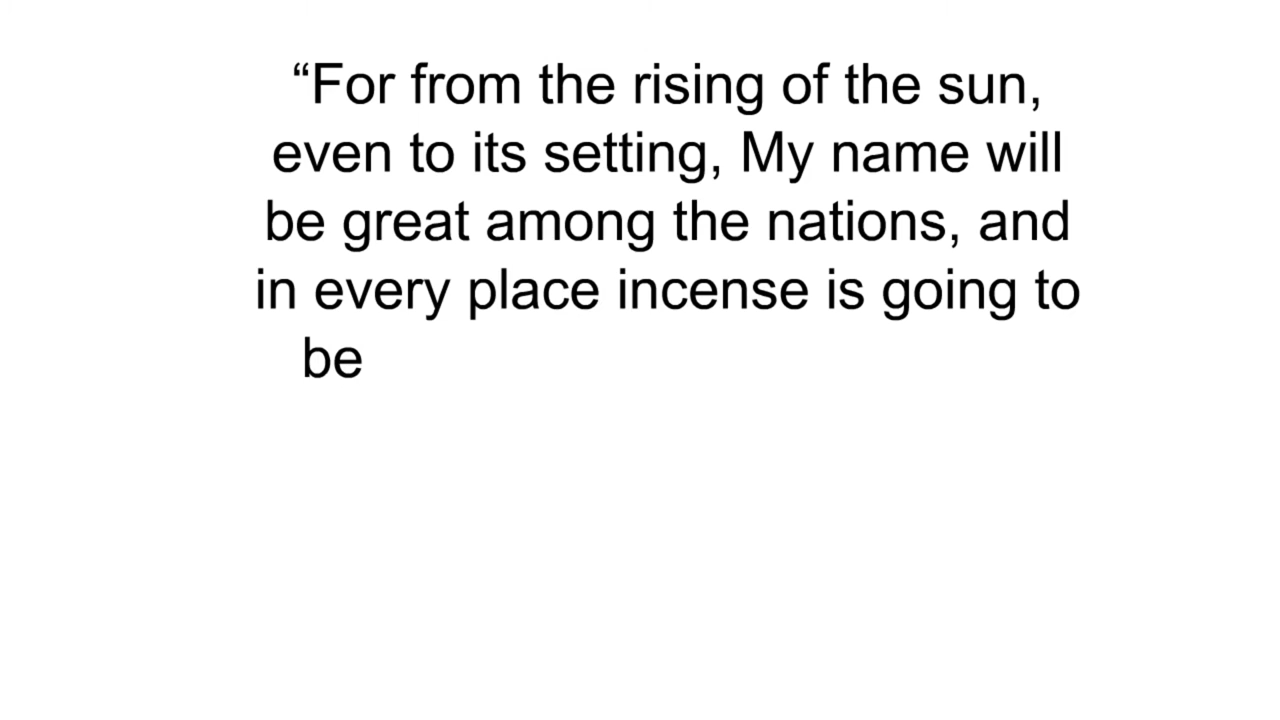 “For from the rising of the sun,
even to its setting, My name will
be great among the nations, and
in every place incense is going to
be